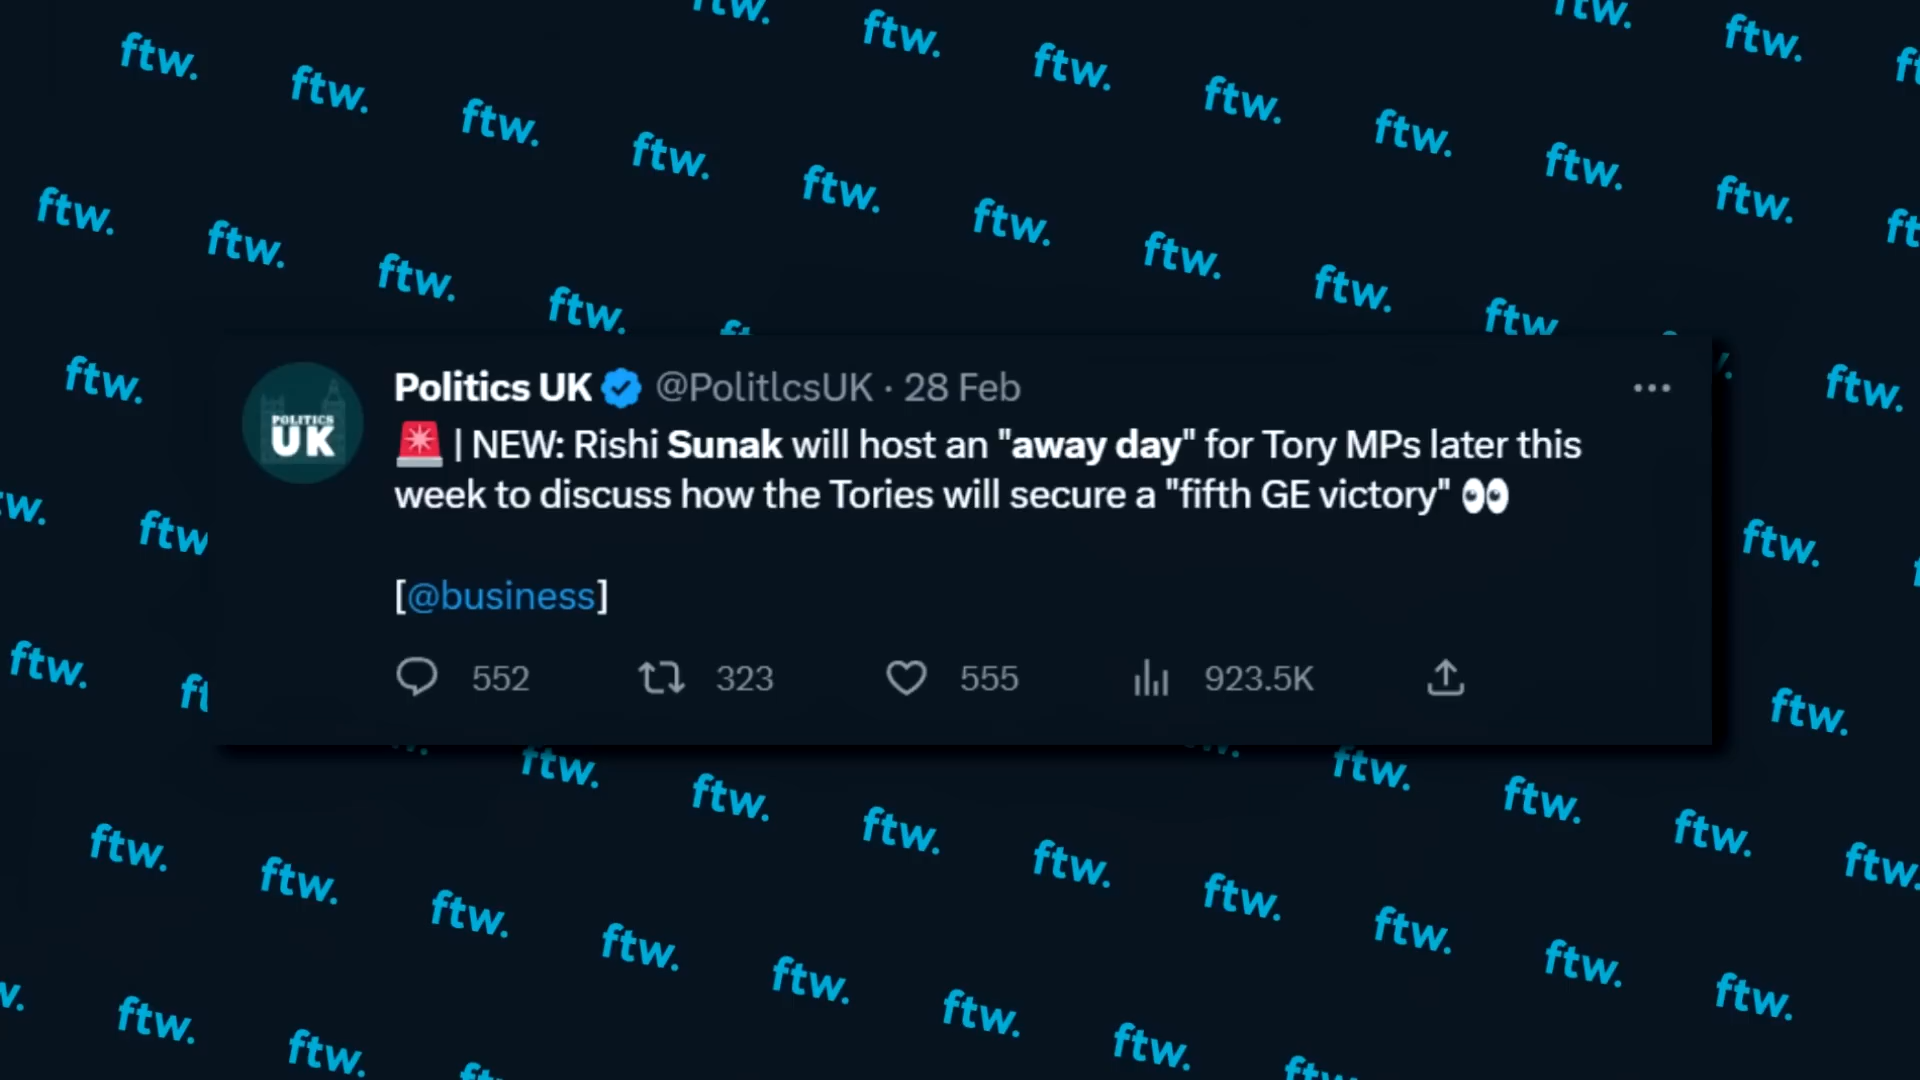 ftw.
POLITICS
UK
Politics UK @PolitlcsUK · 28 Feb
| NEW: Rishi Sunak will host an "away day" for Tory MPs later this
week to discuss how the Tories will secure a "fifth GE victory" 👀
[@business]
552 323 555 923.5K